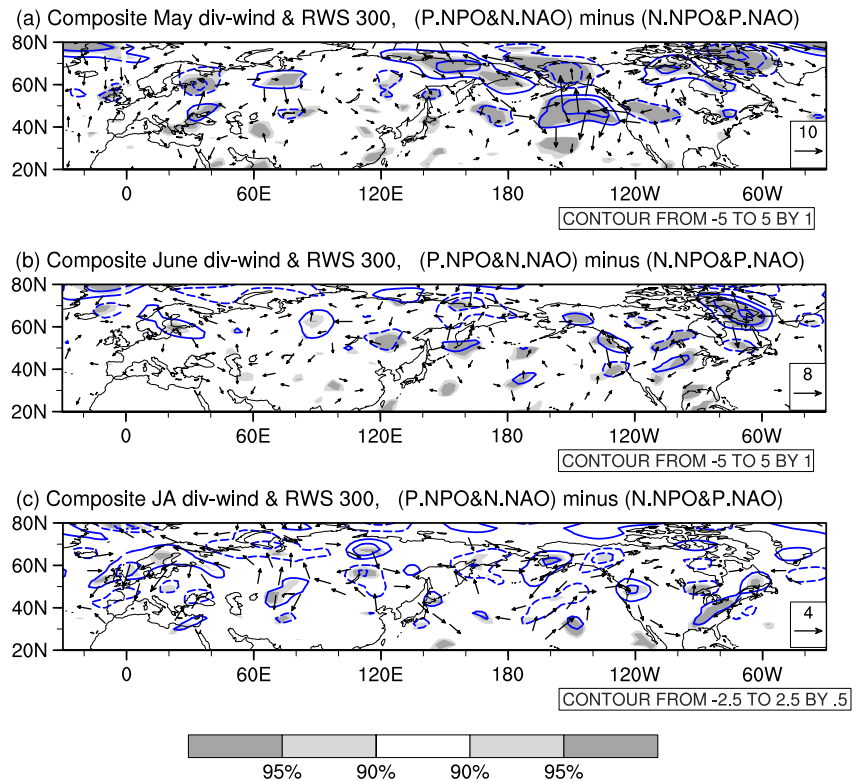 (a) Composite May div-wind & RWS 300, (P.NPO&N.NAO) minus (N.NPO&P.NAO)
80N
60N
40N
20N
10
0 60E 120E 180 120W 60W
CONTOUR FROM -5 TO 5 BY 1
(b) Composite June div-wind & RWS 300, (P.NPO&N.NAO) minus (N.NPO&P.NAO)
80N
60N
40N
20N
8
0 60E 120E 180 120W 60W
CONTOUR FROM -5 TO 5 BY 1
(c) Composite JA div-wind & RWS 300, (P.NPO&N.NAO) minus (N.NPO&P.NAO)
80N
60N
40N
20N
4
0 60E 120E 180 120W 60W
CONTOUR FROM -2.5 TO 2.5 BY .5
95% 90% 90% 95%